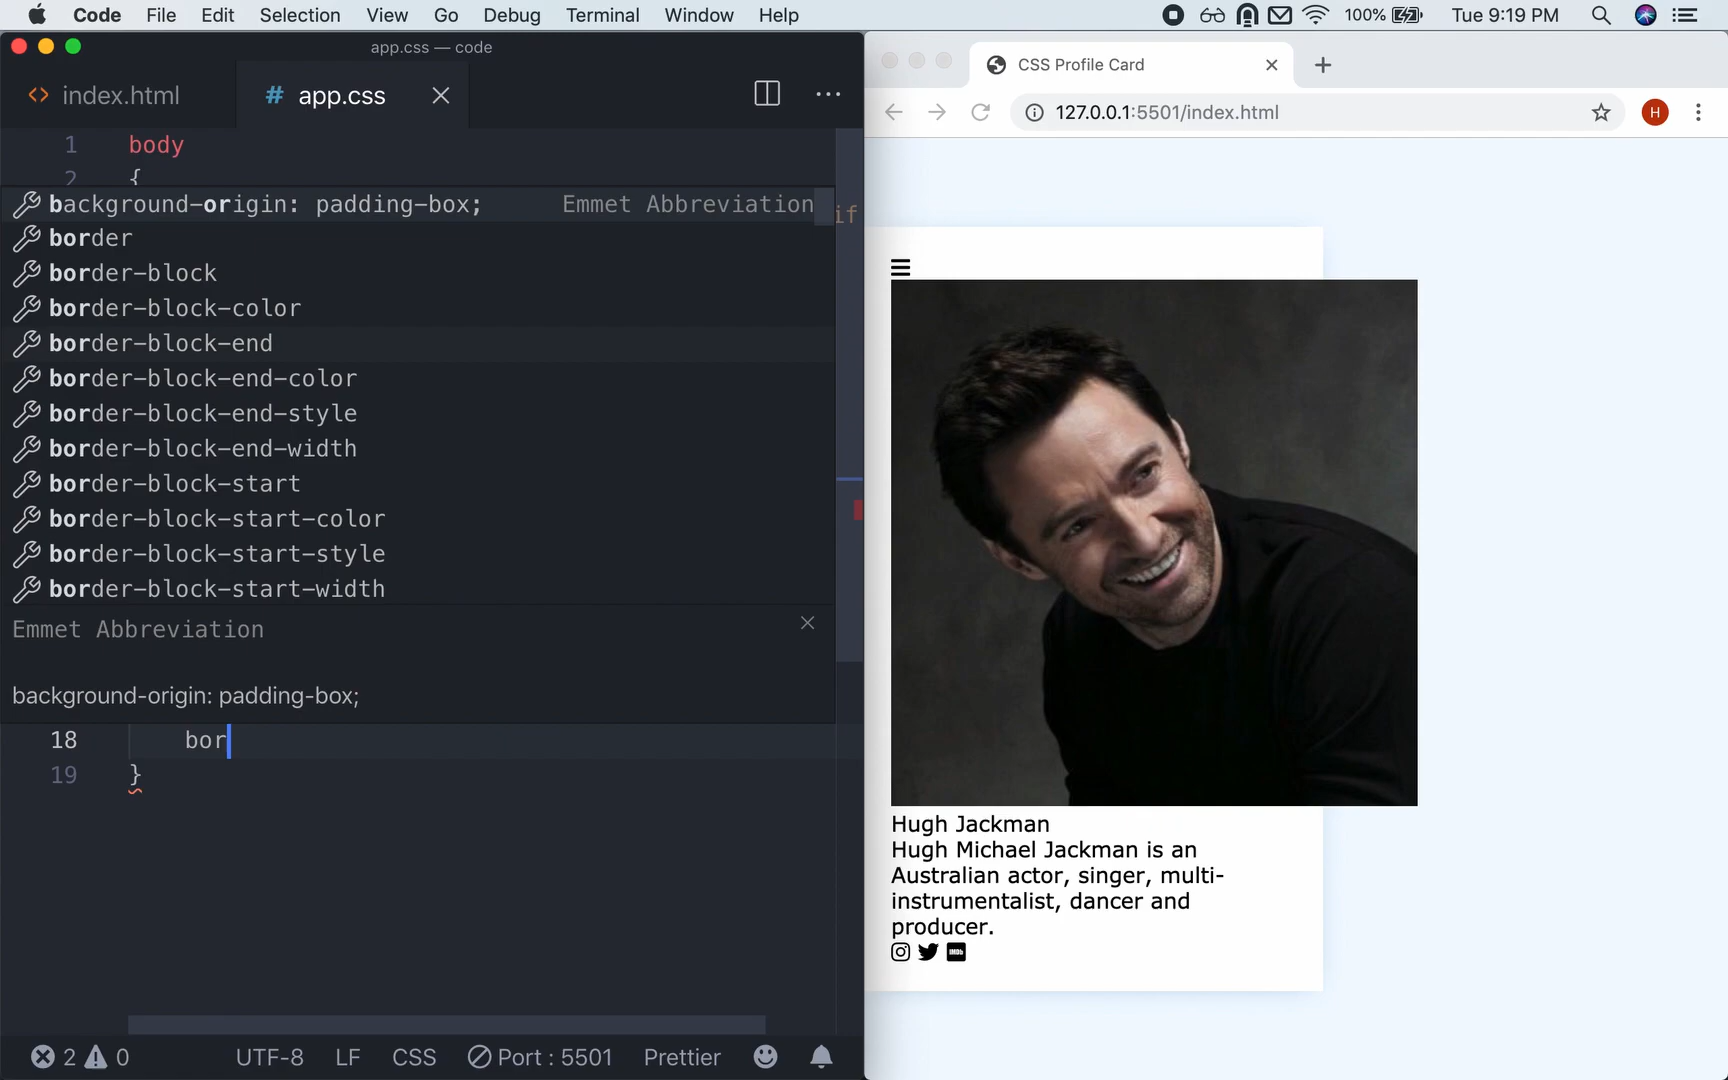 Code File Edit Selection View Go Debug Terminal Window Help 100% Tue 9:19 PM
app.css — code
<> index.html # app.css
CSS Profile Card
127.0.0.1:5501/index.html H
1 body
2 {
background-origin: padding-box; Emmet Abbreviation
if
border
border-block
border-block-color
border-block-end
border-block-end-color
border-block-end-style
border-block-end-width
border-block-start
border-block-start-color
border-block-start-style
border-block-start-width
Emmet Abbreviation
background-origin: padding-box;
18 bor
19 }
Hugh Jackman
Hugh Michael Jackman is an
Australian actor, singer, multi-
instrumentalist, dancer and
producer.
IMDb
2 0 UTF-8 LF CSS Port : 5501 Prettier